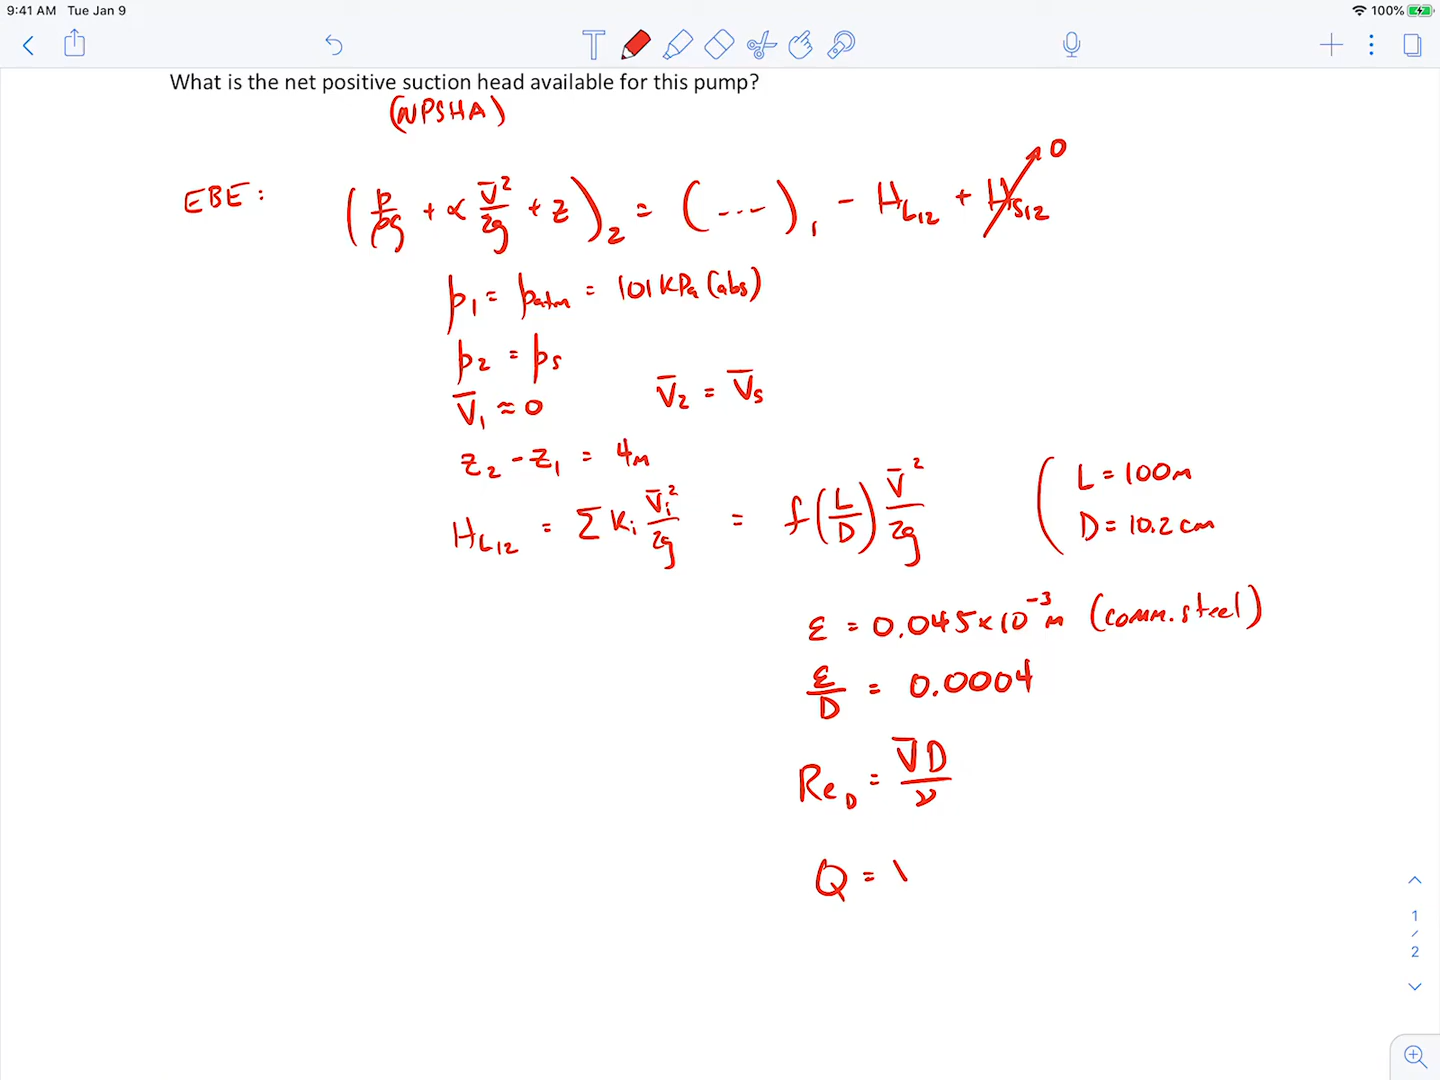 9:41 AM Tue Jan 9 100%
What is the net positive suction head available for this pump?
(NPSHA)
EBE: (p/ρg + α V̅²/2g + z)₂ = (---)₁ - H_L12 + H_S12 → 0
p₁ = p_atm = 101 kPa (abs)
p₂ = p_s
V̅₁ ≈ 0 V̅₂ = V̅_s
z₂ - z₁ = 4m
H_L12 = Σ K_i V̅_i²/2g = f (L/D) V̅²/2g ( L = 100m
D = 10.2 cm
ε = 0.045 × 10⁻³ m (comm. steel)
ε/D = 0.0004
Re_D = V̅D/ν
Q = \
1
/
2